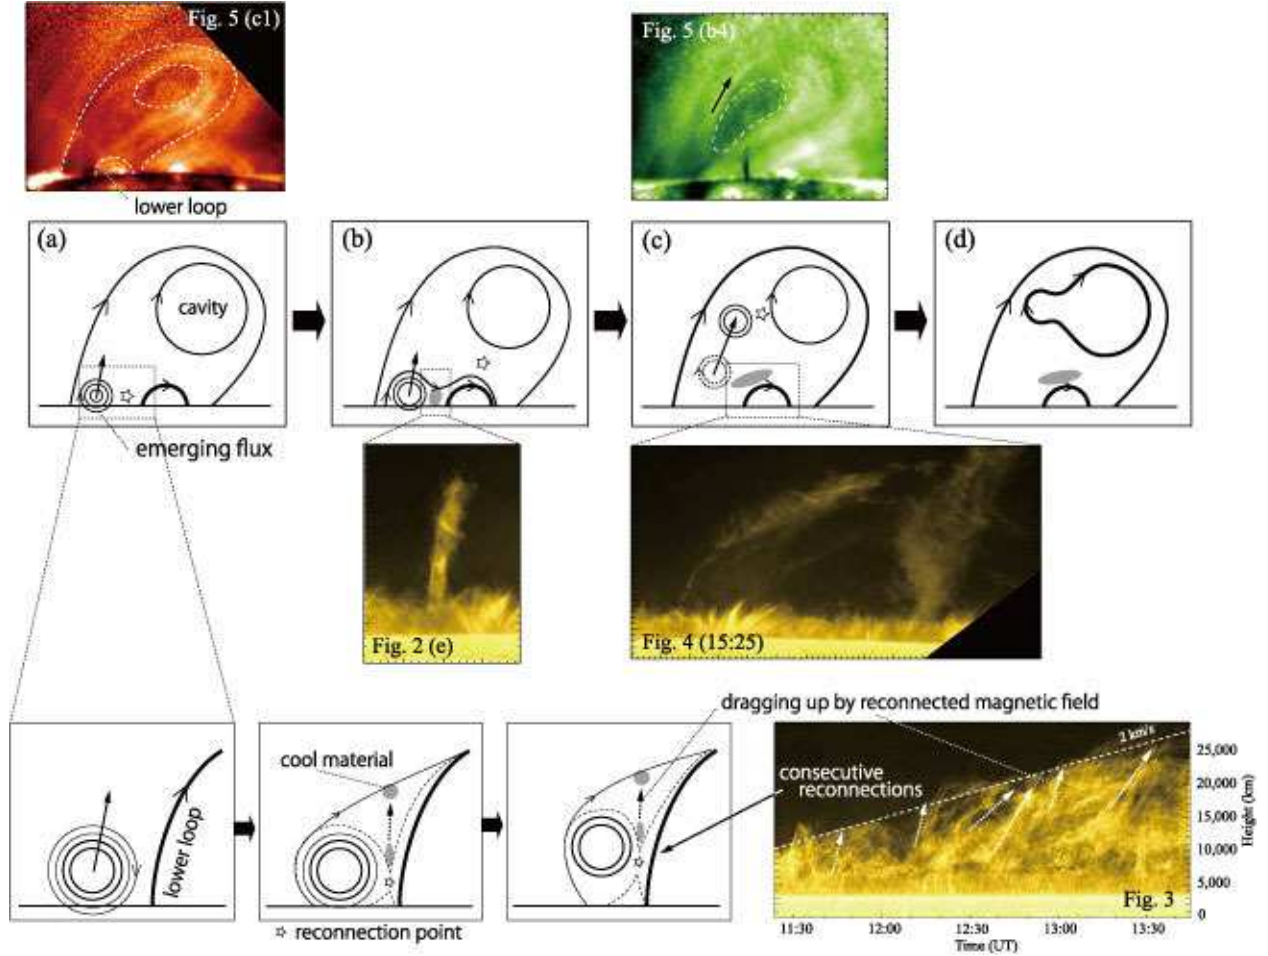 Fig. 5 (c1)
Fig. 5 (b4)
lower loop
(a)
(b)
(c)
(d)
cavity
emerging flux
Fig. 2 (e)
Fig. 4 (15:25)
dragging up by reconnected magnetic field
cool material
consecutive
reconnections
lower loop
2 km/s
25,000
20,000
15,000
10,000
5,000
0
Height (km)
Fig. 3
11:30
12:00
12:30
13:00
13:30
Time (UT)
☆ reconnection point